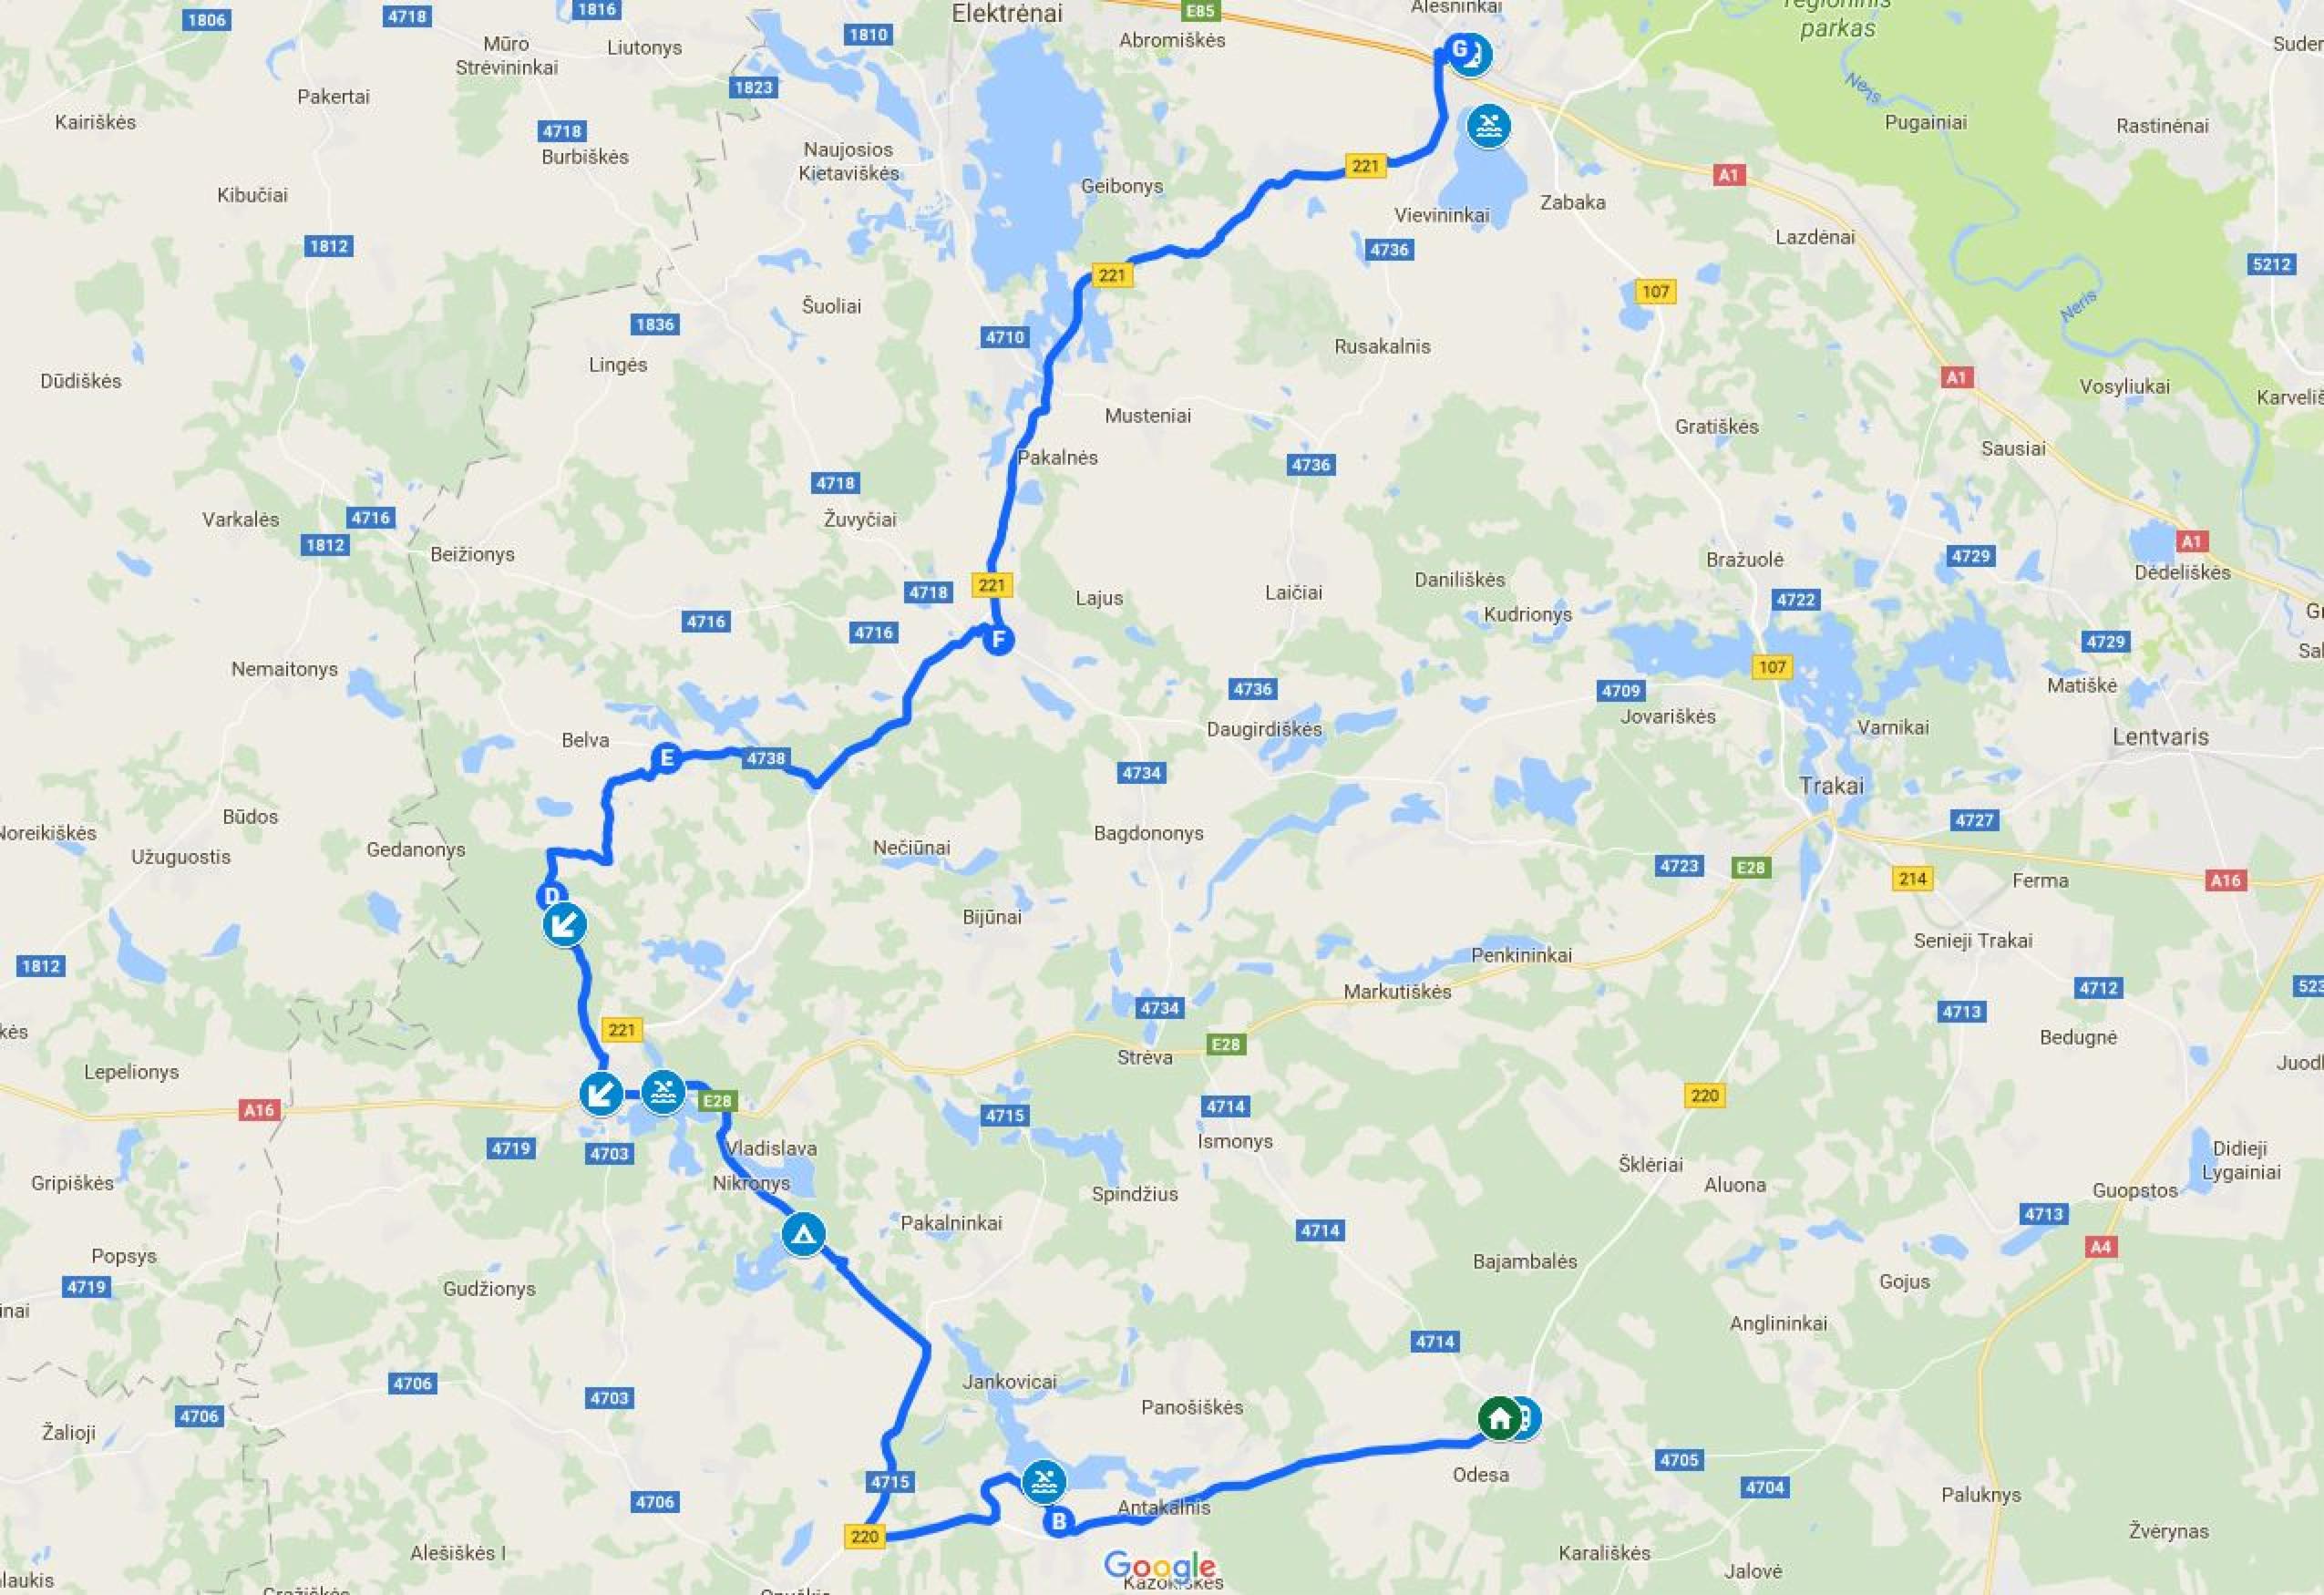 1806
4718
1816
Elektrėnai
E85
Alesninkai
regioninis
parkas
Mūro
Strėvininkai
Liutonys
1810
Abromiškės
G
1823
Pakertai
Kairiškės
4718
Burbiškės
Neris
Pugainiai
Rastinėnai
Naujosios
Kietaviškės
221
A1
Geibonys
Kibučiai
Vievininkai
Zabaka
1812
4736
Lazdėnai
5212
221
107
Neris
Šuoliai
1836
4710
Rusakalnis
Lingės
Dūdiškės
A1
Vosyliukai
Musteniai
Gratiškės
Sausiai
Pakalnės
4736
4718
Varkalės
4716
Žuvyčiai
1812
Beižionys
A1
Bražuolė
4729
Dėdeliškės
Daniliškės
221
4718
Lajus
Laičiai
4722
Kudrionys
4716
4716
F
4729
Nemaitonys
107
4736
4709
Matiškė
Jovariškės
Daugirdiškės
Varnikai
Lentvaris
Belva
E
4738
4734
Trakai
Būdos
4727
Noreikiškės
Užuguostis
Gedanonys
Nečiūnai
Bagdononys
4723
E28
214
Ferma
A16
D
Bijūnai
Senieji Trakai
1812
Penkininkai
Markutiškės
4712
4734
4713
221
Bedugnė
E28
Strėva
Lepelionys
220
A16
E28
4715
4714
Ismonys
4719
4703
Vladislava
Didieji
Lygainiai
Šklėriai
Gripiškės
Nikronys
Aluona
Guopstos
Spindžius
4713
Pakalninkai
4714
A4
Popsys
4719
Gudžionys
Bajambalės
Gojus
Anglininkai
4714
4706
4703
Jankovicai
Panošiškės
4706
Žalioji
4705
Odesa
4715
4704
Paluknys
4706
Antakalnis
B
220
Žvėrynas
Alešiškės I
Karališkės
Google
Jalovė
Kazokiškės